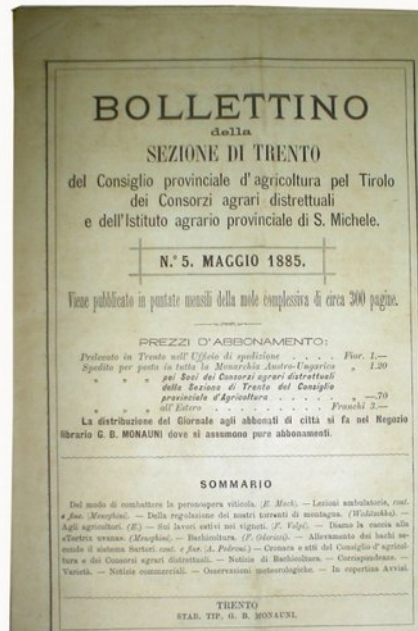 BOLLETTINO
della
SEZIONE DI TRENTO
del Consiglio provinciale d'agricoltura pel Tirolo
dei Consorzi agrari distrettuali
e dell'Istituto agrario provinciale di S. Michele.
N.° 5. MAGGIO 1885.
Viene pubblicato in puntate mensili della mole complessiva di circa 300 pagine.
PREZZI D'ABBONAMENTO:
Prelevato in Trento nell' Ufficio di spedizione . . . . Fior. 1.—
Spedito per posta in tutta la Monarchia Austro-Ungarica „ 1.20
„ „ „ pei Soci dei Consorzi agrari distrettuali
della Sezione di Trento del Consiglio
provinciale d'Agricoltura . . . . . „ —.70
„ „ „ all'Estero . . . . . . . . . Franchi 3.—
La distribuzione del Giornale agli abbonati di città si fa nel Negozio
librario G. B. MONAUNI dove si assumono pure abbonamenti.
SOMMARIO
Del modo di combattere la peronospera viticola. (E. Mach). — Lezioni ambulatorie, cont.
e fine. (Meneghini). — Della regolazione dei nostri torrenti di montagna. (Weditschka). —
Agli agricoltori. (E.) — Sui lavori estivi nei vigneti. (F. Volpi). — Diamo la caccia alla
«Tortrix uvana». (Meneghini). — Bachicoltura. (F. Gloriosi). — Allevamento dei bachi se-
condo il sistema Sartori cont. e fine. (A. Pedroni). — Cronaca e atti del Consiglio d'agricol-
tura e dei Consorzi agrari distrettuali. — Notizie di Bachicoltura. — Corrispondenze. —
Varietà. — Notizie commerciali. — Osservazioni meteorologiche. — In copertina Avvisi.
TRENTO
STAB. TIP. G. B. MONAUNI.